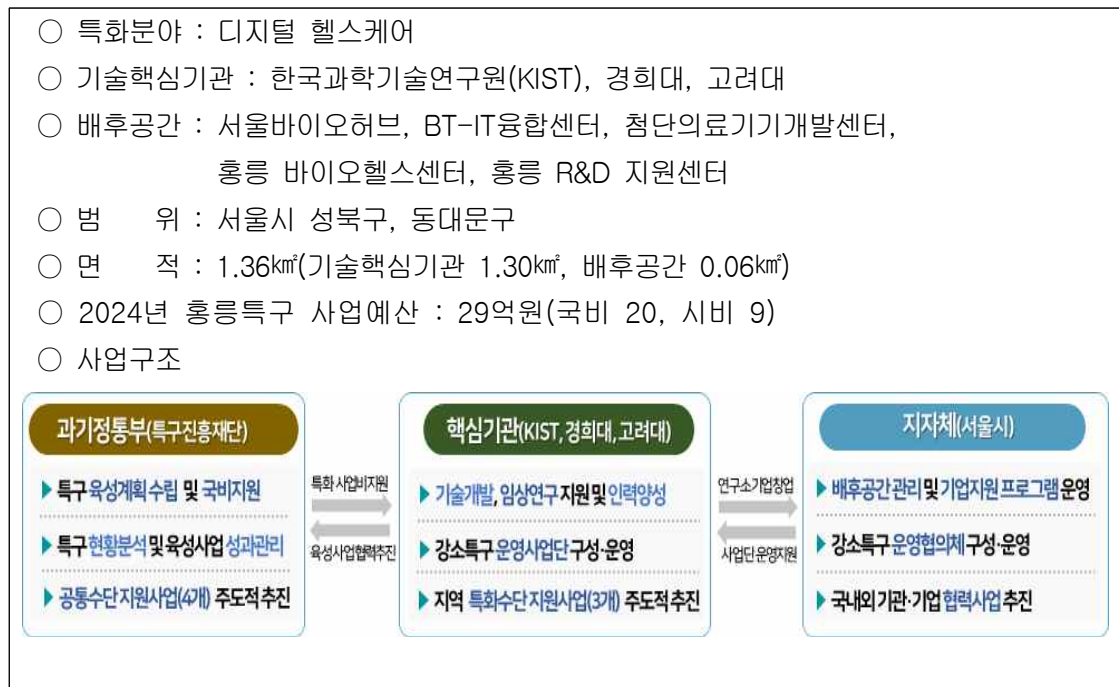 ○ 특화분야 : 디지털 헬스케어
○ 기술핵심기관 : 한국과학기술연구원(KIST), 경희대, 고려대
○ 배후공간 : 서울바이오허브, BT-IT융합센터, 첨단의료기기개발센터,
홍릉 바이오헬스센터, 홍릉 R&D 지원센터
○ 범 위 : 서울시 성북구, 동대문구
○ 면 적 : 1.36㎢(기술핵심기관 1.30㎢, 배후공간 0.06㎢)
○ 2024년 홍릉특구 사업예산 : 29억원(국비 20, 시비 9)
○ 사업구조
과기정통부(특구진흥재단)
▶ 특구 육성계획 수립 및 국비지원
▶ 특구 현황분석 및 육성사업 성과관리
▶ 공통수단 지원사업(4개) 주도적 추진
특화 사업비지원
육성사업협력추진
핵심기관(KIST, 경희대, 고려대)
▶ 기술개발, 임상연구 지원 및 인력양성
▶ 강소특구 운영사업단 구성·운영
▶ 지역 특화수단 지원사업(3개) 주도적 추진
연구소기업창업
사업단 운영지원
지자체(서울시)
▶ 배후공간 관리 및 기업지원 프로그램 운영
▶ 강소특구 운영협의체 구성·운영
▶ 국내외 기관·기업 협력사업 추진